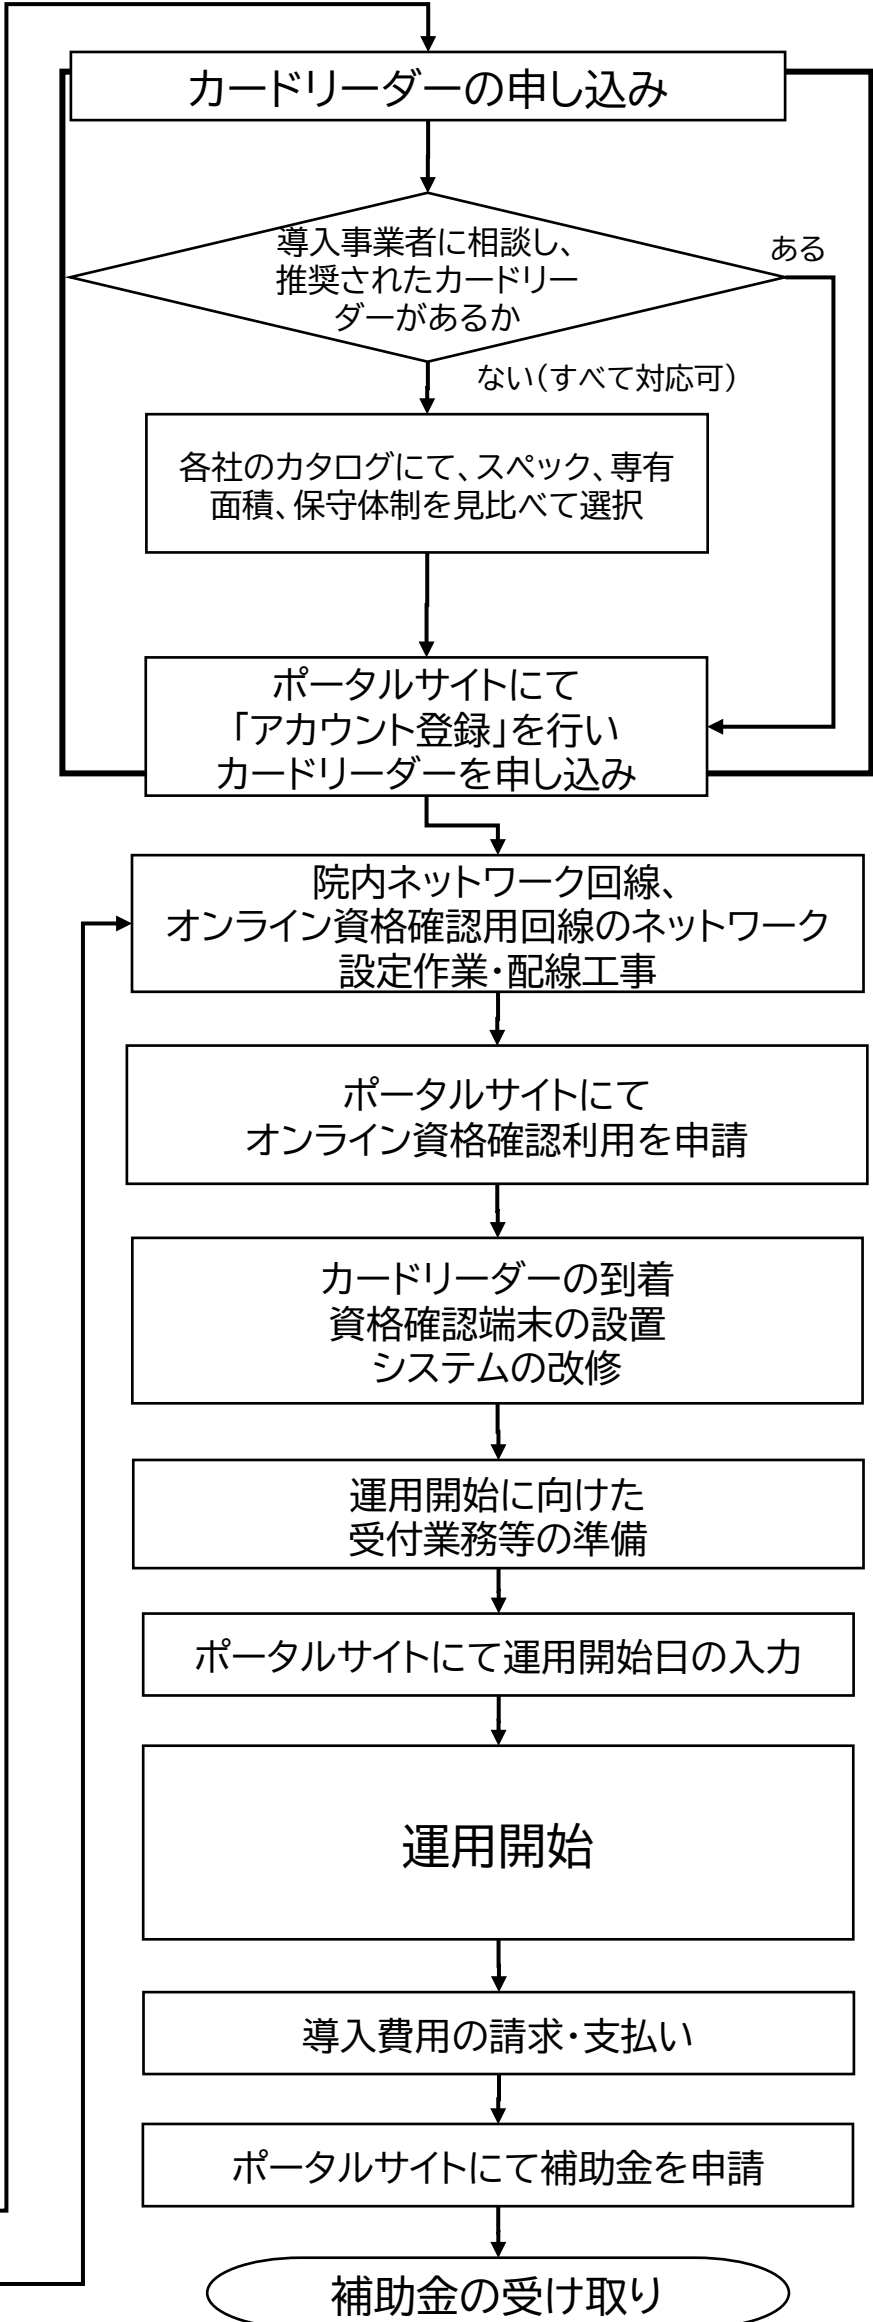 カードリーダーの申し込み
導入事業者に相談し、
推奨されたカードリー
ダーがあるか
ある
ない（すべて対応可）
各社のカタログにて、スペック、専有
面積、保守体制を見比べて選択
ポータルサイトにて
「アカウント登録」を行い
カードリーダーを申し込み
院内ネットワーク回線、
オンライン資格確認用回線のネットワーク
設定作業・配線工事
ポータルサイトにて
オンライン資格確認利用を申請
カードリーダーの到着
資格確認端末の設置
システムの改修
運用開始に向けた
受付業務等の準備
ポータルサイトにて運用開始日の入力
運用開始
導入費用の請求・支払い
ポータルサイトにて補助金を申請
補助金の受け取り